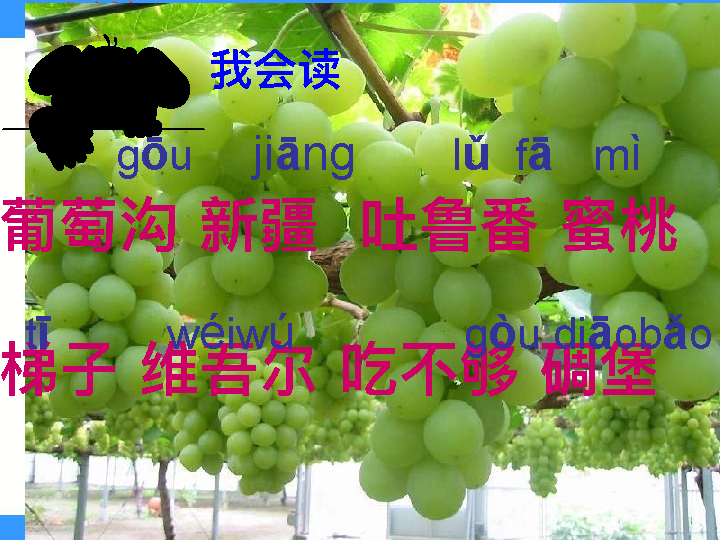 我会读
gōu jiāng lǔ fā mì
葡萄沟 新疆 吐鲁番 蜜桃
tī wéiwú gòu diāobǎo
梯子 维吾尔 吃不够 碉堡